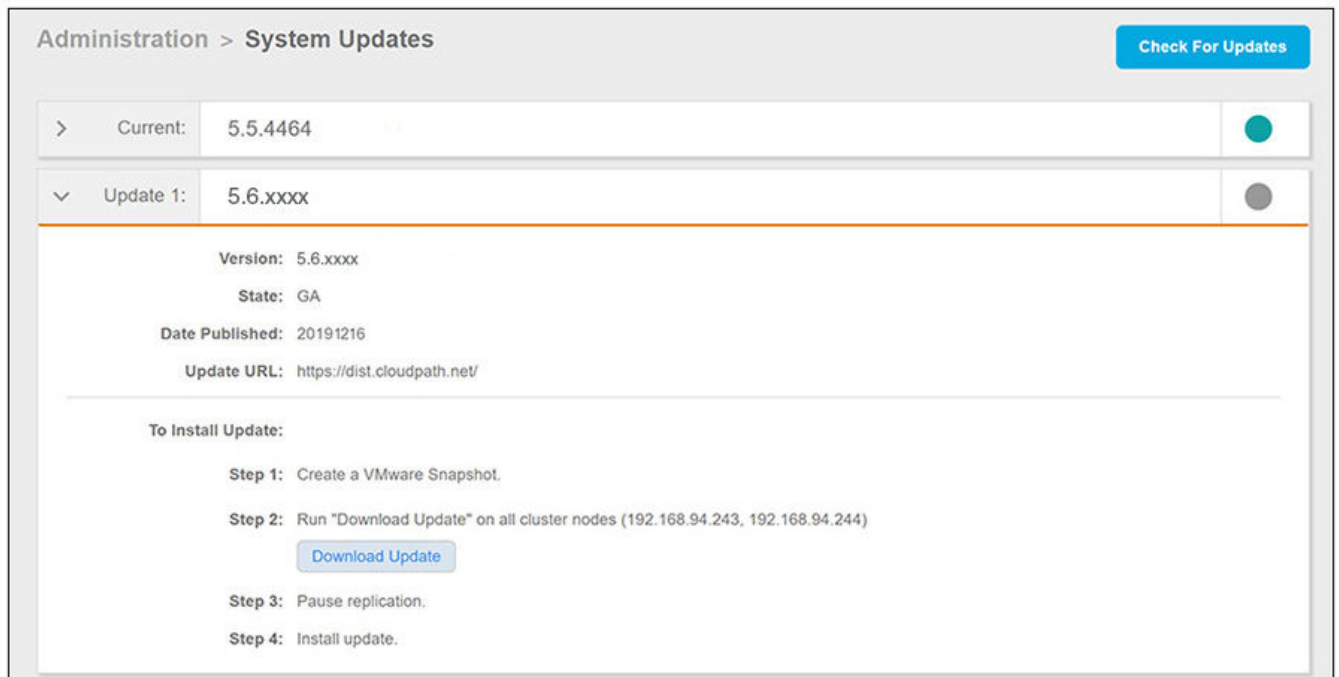 Administration > System Updates
Check For Updates
Current: 5.5.4464
Update 1: 5.6.xxxx
Version: 5.6.xxxx
State: GA
Date Published: 20191216
Update URL: https://dist.cloudpath.net/
To Install Update:
Step 1: Create a VMware Snapshot.
Step 2: Run "Download Update" on all cluster nodes (192.168.94.243, 192.168.94.244)
Download Update
Step 3: Pause replication.
Step 4: Install update.